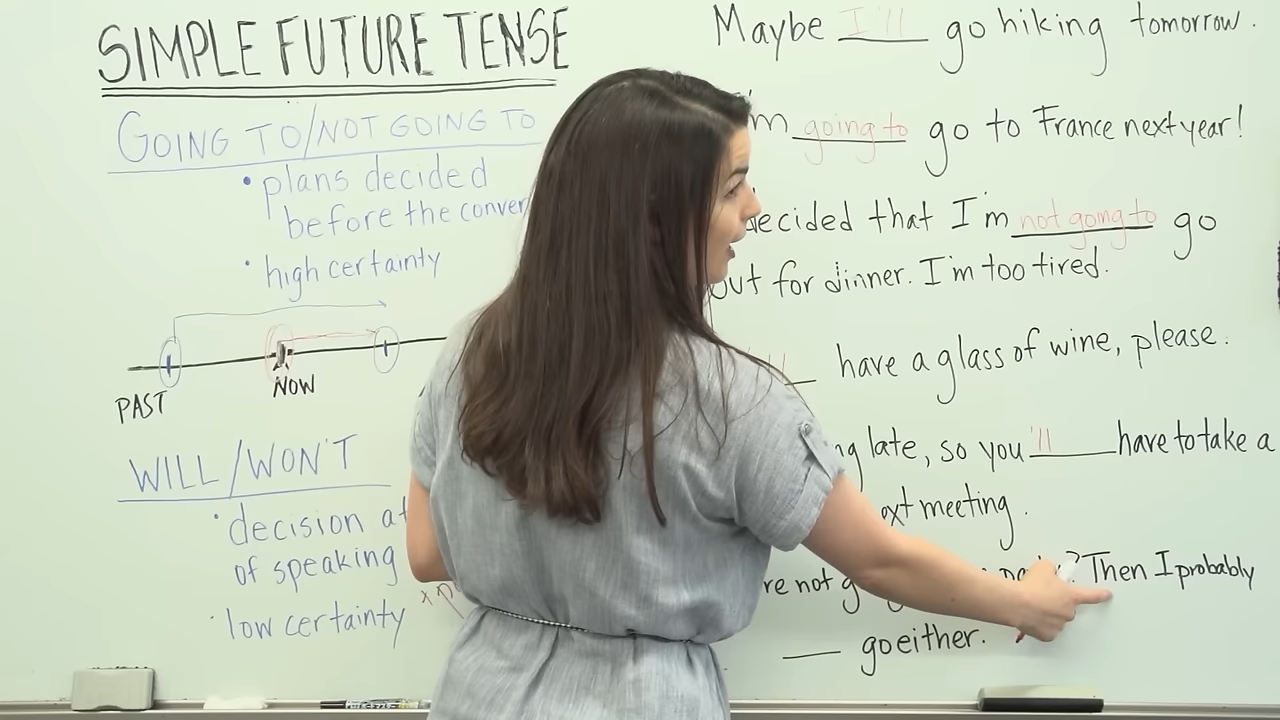 SIMPLE FUTURE TENSE
GOING TO/NOT GOING TO
• plans decided
before the conver
• high certainty
PAST
NOW
WILL/WON'T
• decision at
of speaking
• low certainty
Maybe I'll go hiking tomorrow.
I'm going to go to France next year!
decided that I'm not going to go
out for dinner. I'm too tired.
I'll have a glass of wine, please.
late, so you 'll have to take a
meeting.
not ? Then I probably
___ go either.